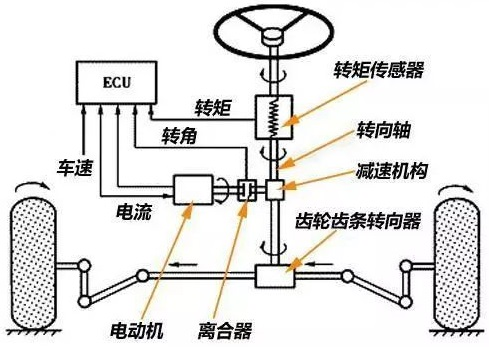 转矩传感器
ECU
转矩
转向轴
转角
车速
减速机构
电流
齿轮齿条转向器
电动机
离合器